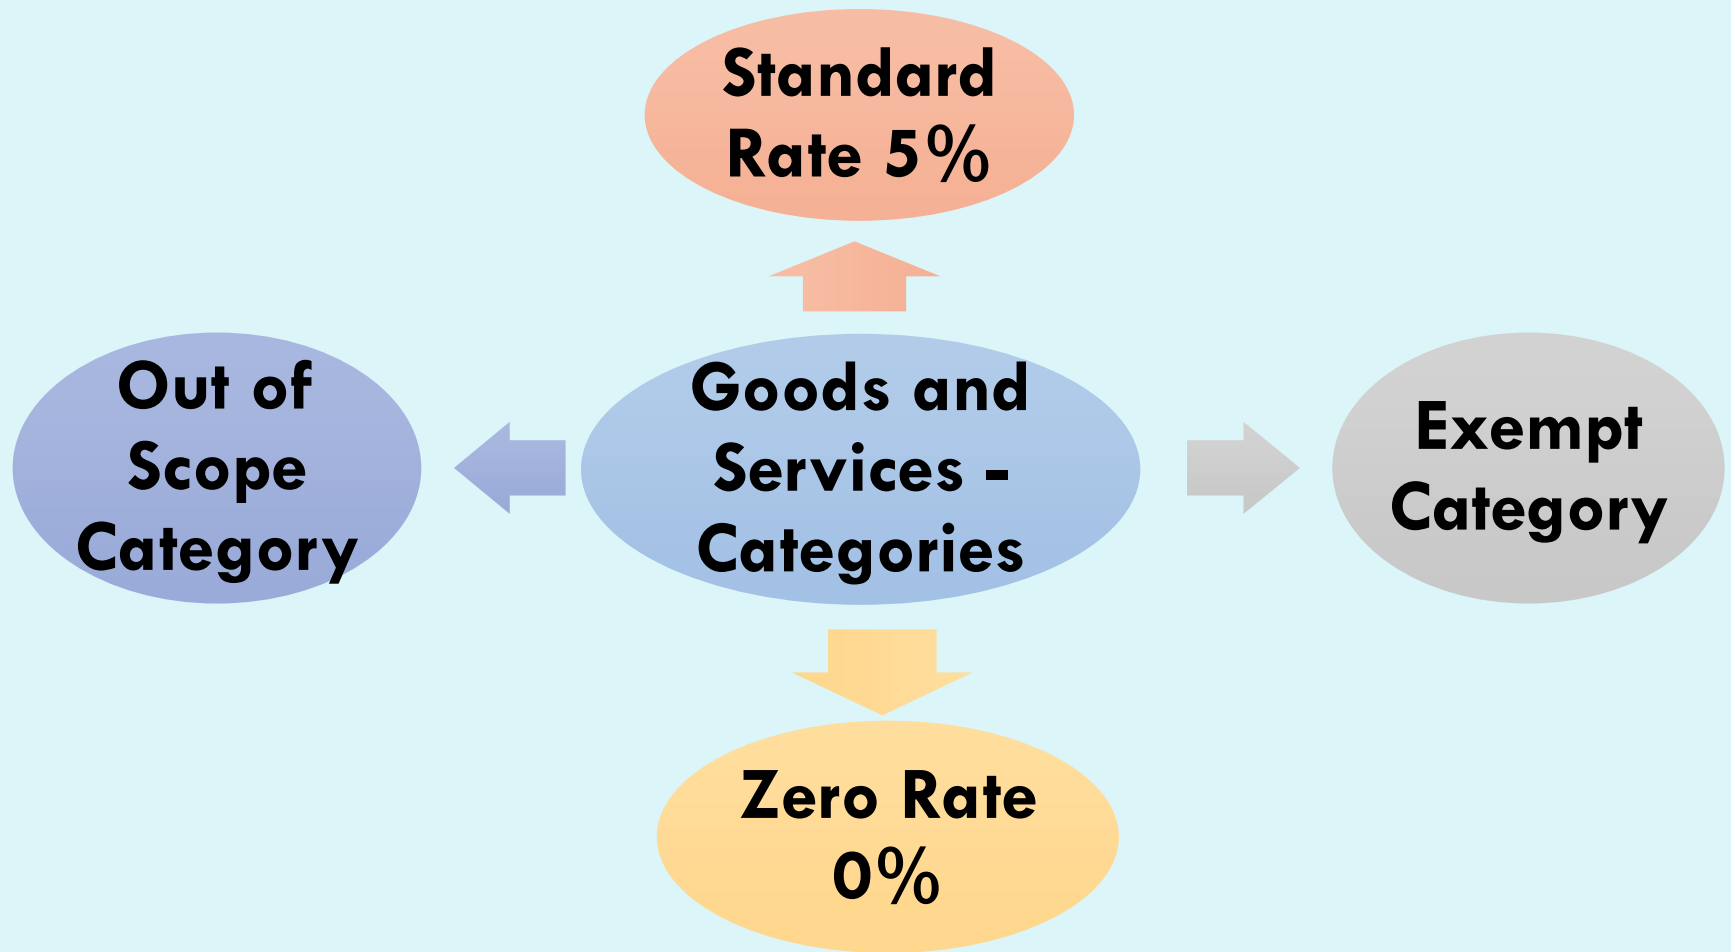 Standard
Rate 5%
Out of
Scope
Category
Goods and
Services -
Categories
Exempt
Category
Zero Rate
0%